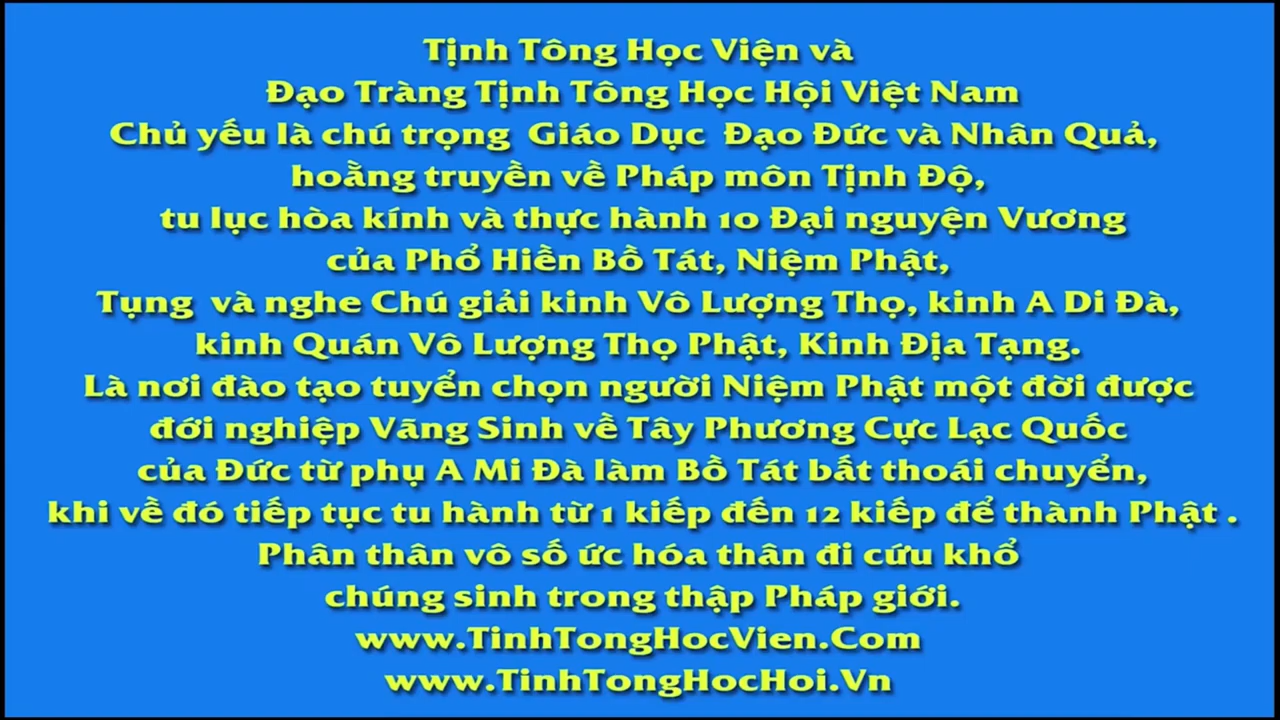 Tịnh Tông Học Viện và
Đạo Tràng Tịnh Tông Học Hội Việt Nam
Chủ yếu là chú trọng Giáo Dục Đạo Đức và Nhân Quả,
hoằng truyền về Pháp môn Tịnh Độ,
tu lục hòa kính và thực hành 10 Đại nguyện Vương
của Phổ Hiền Bồ Tát, Niệm Phật,
Tụng và nghe Chú giải kinh Vô Lượng Thọ, kinh A Di Đà,
kinh Quán Vô Lượng Thọ Phật, Kinh Địa Tạng.
Là nơi đào tạo tuyển chọn người Niệm Phật một đời được
đới nghiệp Vãng Sinh về Tây Phương Cực Lạc Quốc
của Đức từ phụ A Mi Đà làm Bồ Tát bất thoái chuyển,
khi về đó tiếp tục tu hành từ 1 kiếp đến 12 kiếp để thành Phật .
Phân thân vô số ức hóa thân đi cứu khổ
chúng sinh trong thập Pháp giới.
www.TinhTongHocVien.Com
www.TinhTongHocHoi.Vn